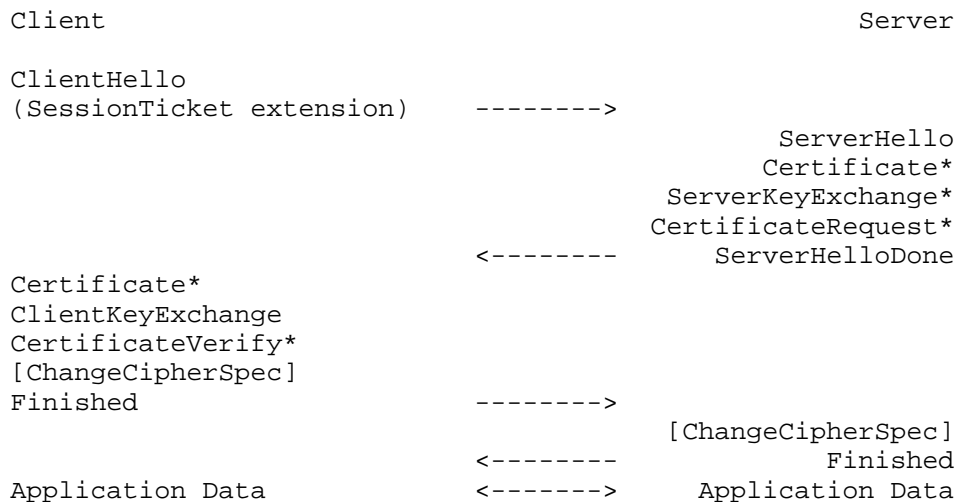 Client                                               Server

ClientHello
(SessionTicket extension)    -------->
                                                ServerHello
                                               Certificate*
                                         ServerKeyExchange*
                                        CertificateRequest*
                             <--------      ServerHelloDone
Certificate*
ClientKeyExchange
CertificateVerify*
[ChangeCipherSpec]
Finished                     -------->
                                         [ChangeCipherSpec]
                             <--------             Finished
Application Data             <------->     Application Data